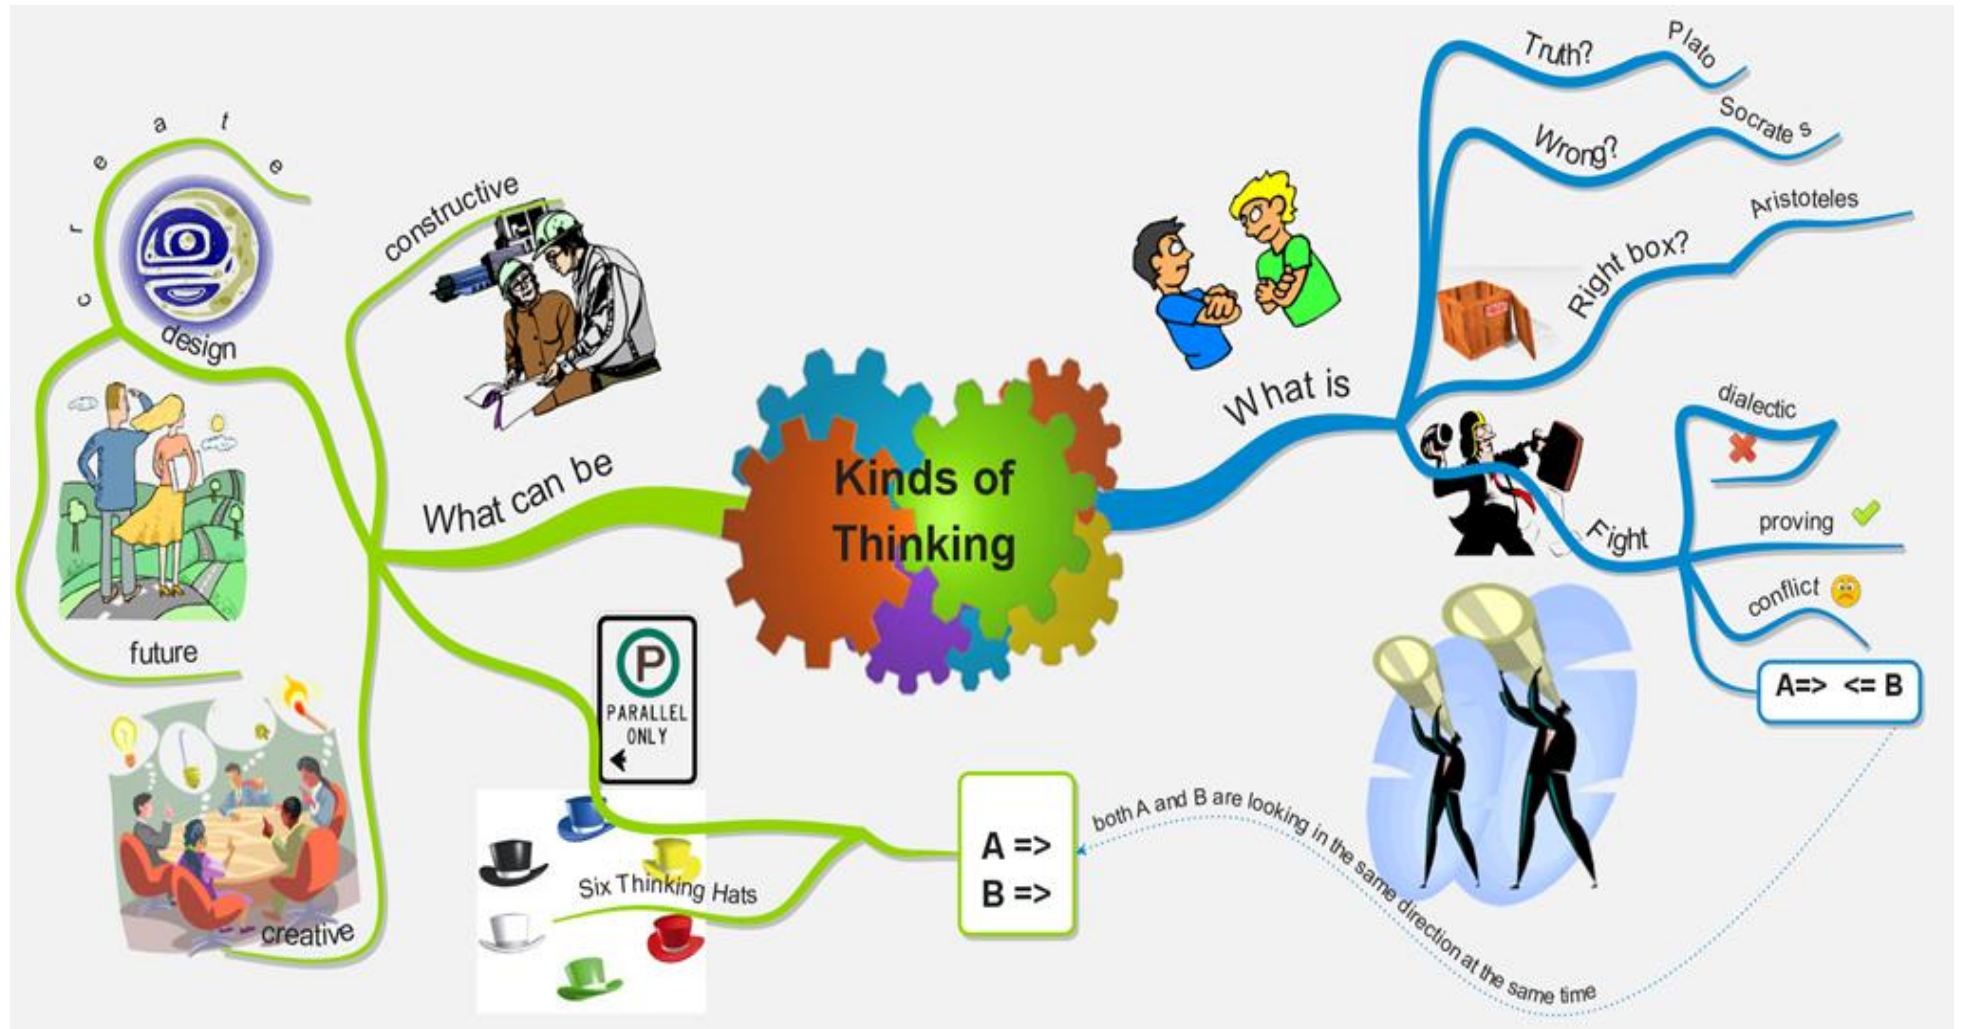 Kinds of
Thinking
What is
Truth?
Plato
Wrong?
Socrates
Right box?
Aristoteles
Fight
dialectic
proving
conflict
A=> <= B
both A and B are looking in the same direction at the same time
What can be
constructive
design
create
future
creative
P
PARALLEL
ONLY
Six Thinking Hats
A =>
B =>